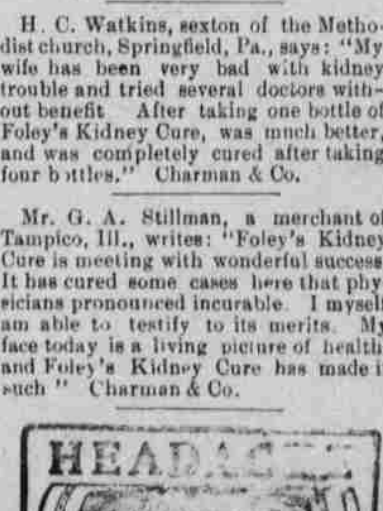 H. C. Watkins, sexton of the Metho-
dist church, Springfield, Pa., says: "My
wife has been very bad with kidney
trouble and tried several doctors with-
out benefit After taking one bottle of
Foley's Kidney Cure, was much better,
and was completely cured after taking
four bottles." Charman & Co.
Mr. G. A. Stillman, a merchant of
Tampico, Ill., writes: "Foley's Kidney
Cure is meeting with wonderful success
It has cured some cases here that phy
sicians pronounced incurable. I myself
am able to testify to its merits. My
face today is a living picture of health
and Foley's Kidney Cure has made i
such " Charman & Co.